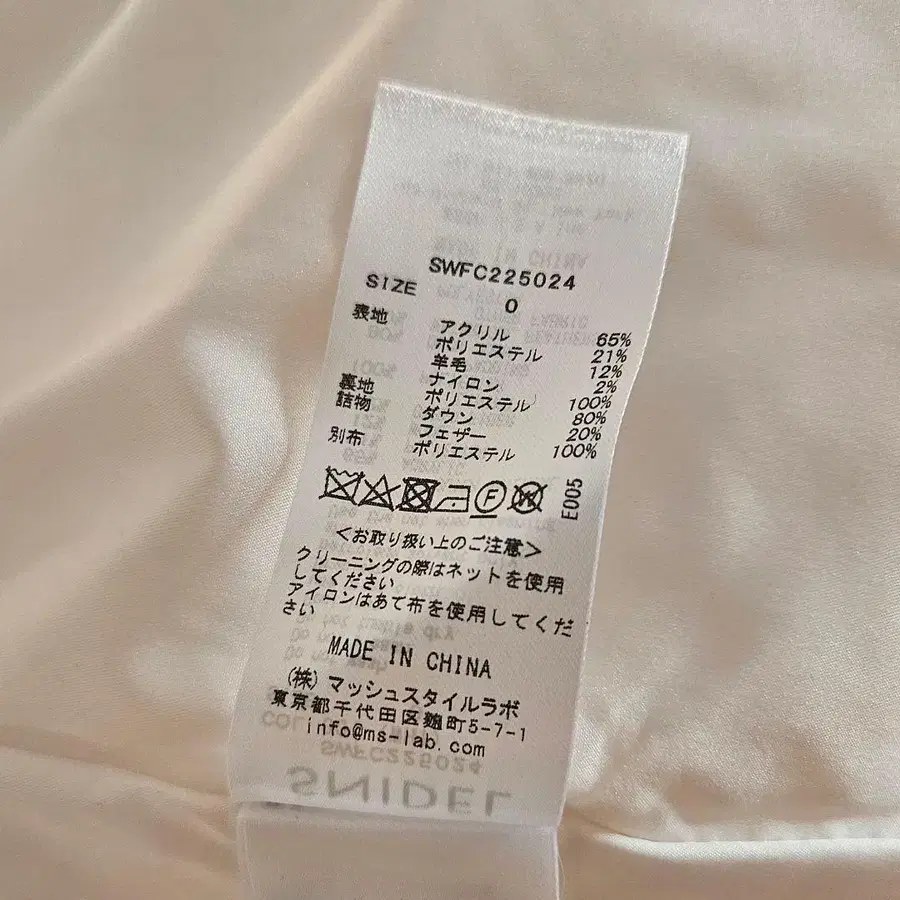 SWFC225024
SIZE 0
表地 アクリル 65%
ポリエステル 21%
羊毛 12%
ナイロン 2%
裏地 ポリエステル 100%
詰物 ダウン 80%
フェザー 20%
別布 ポリエステル 100%
F W E005
<お取り扱い上のご注意>
クリーニングの際はネットを使用
してください
アイロンはあて布を使用してくだ
さい
MADE IN CHINA
(株)マッシュスタイルラボ
東京都千代田区麹町5-7-1
info@ms-lab.com
SWFC225024
SNIDEL